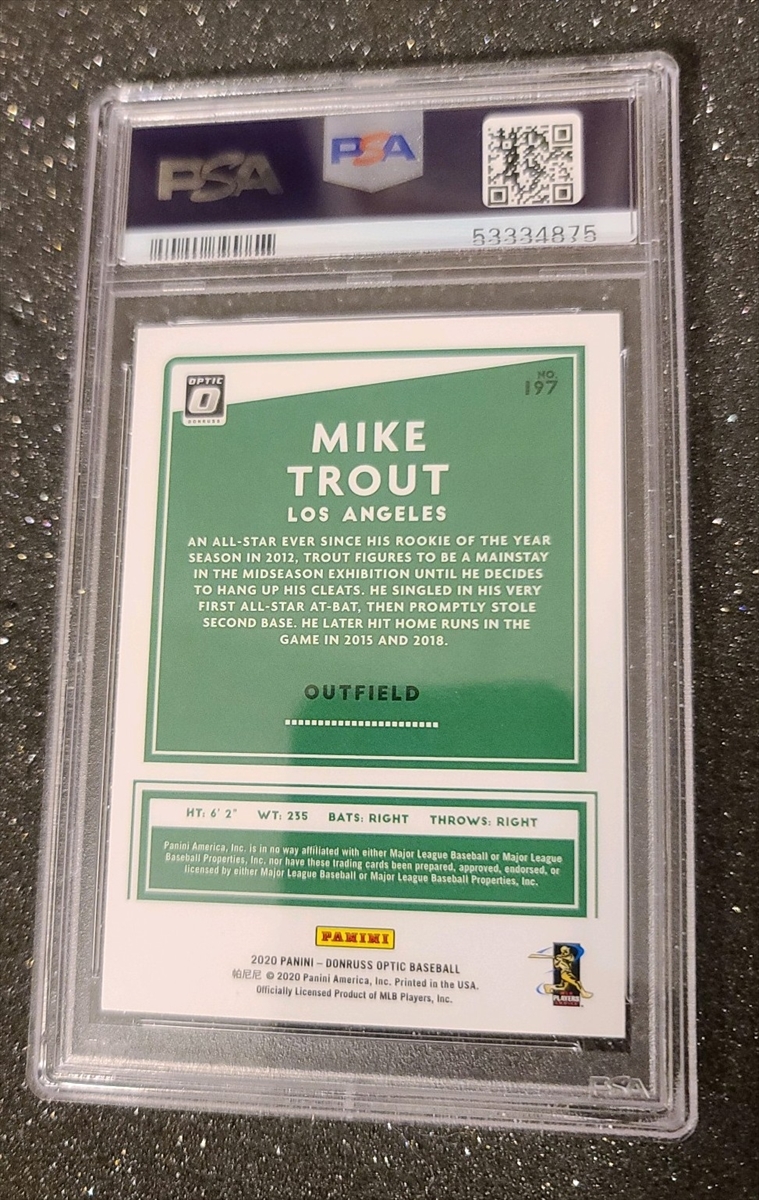 PSA PSA
53334875
OPTIC
DONRUSS
NO.
197
MIKE
TROUT
LOS ANGELES
AN ALL-STAR EVER SINCE HIS ROOKIE OF THE YEAR
SEASON IN 2012, TROUT FIGURES TO BE A MAINSTAY
IN THE MIDSEASON EXHIBITION UNTIL HE DECIDES
TO HANG UP HIS CLEATS. HE SINGLED IN HIS VERY
FIRST ALL-STAR AT-BAT, THEN PROMPTLY STOLE
SECOND BASE. HE LATER HIT HOME RUNS IN THE
GAME IN 2015 AND 2018.
OUTFIELD
HT: 6' 2" WT: 235 BATS: RIGHT THROWS: RIGHT
Panini America, Inc. is in no way affiliated with either Major League Baseball or Major League
Baseball Properties, Inc. nor have these trading cards been prepared, approved, endorsed, or
licensed by either Major League Baseball or Major League Baseball Properties, Inc.
PANINI
2020 PANINI – DONRUSS OPTIC BASEBALL
帕尼尼 © 2020 Panini America, Inc. Printed in the USA.
Officially Licensed Product of MLB Players, Inc.
PLAYERS
PSA